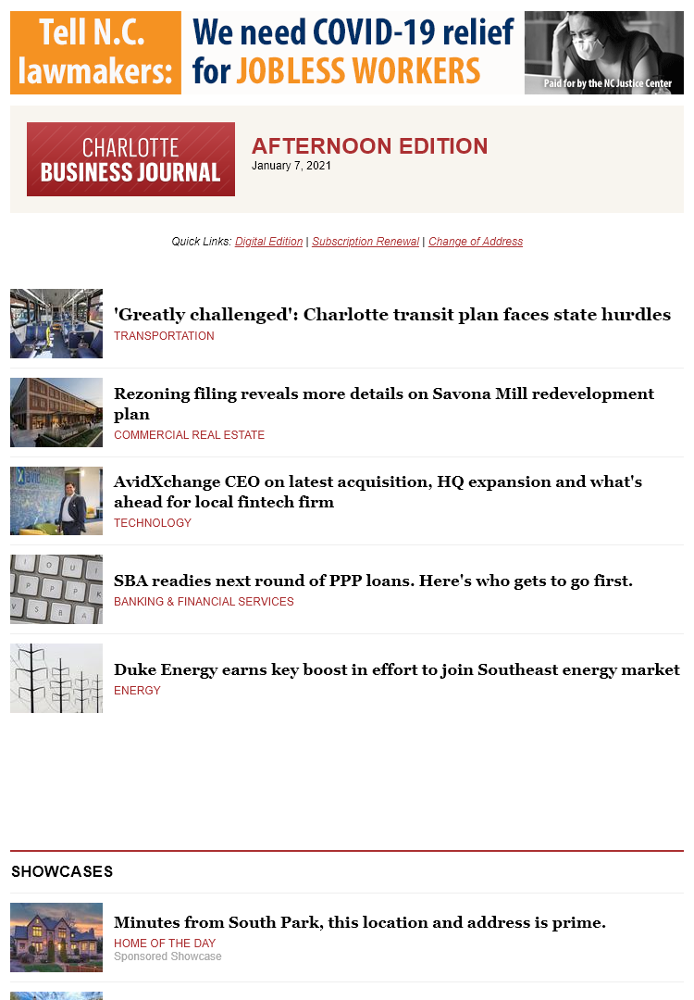 Tell N.C.
lawmakers:
We need COVID-19 relief
for JOBLESS WORKERS
Paid for by the NC Justice Center
CHARLOTTE
BUSINESS JOURNAL
AFTERNOON EDITION
January 7, 2021
Quick Links: Digital Edition | Subscription Renewal | Change of Address
'Greatly challenged': Charlotte transit plan faces state hurdles
TRANSPORTATION
Rezoning filing reveals more details on Savona Mill redevelopment
plan
COMMERCIAL REAL ESTATE
AvidXchange CEO on latest acquisition, HQ expansion and what's
ahead for local fintech firm
TECHNOLOGY
I O U I
P P P K
V S B A
SBA readies next round of PPP loans. Here's who gets to go first.
BANKING & FINANCIAL SERVICES
Duke Energy earns key boost in effort to join Southeast energy market
ENERGY
SHOWCASES
Minutes from South Park, this location and address is prime.
HOME OF THE DAY
Sponsored Showcase